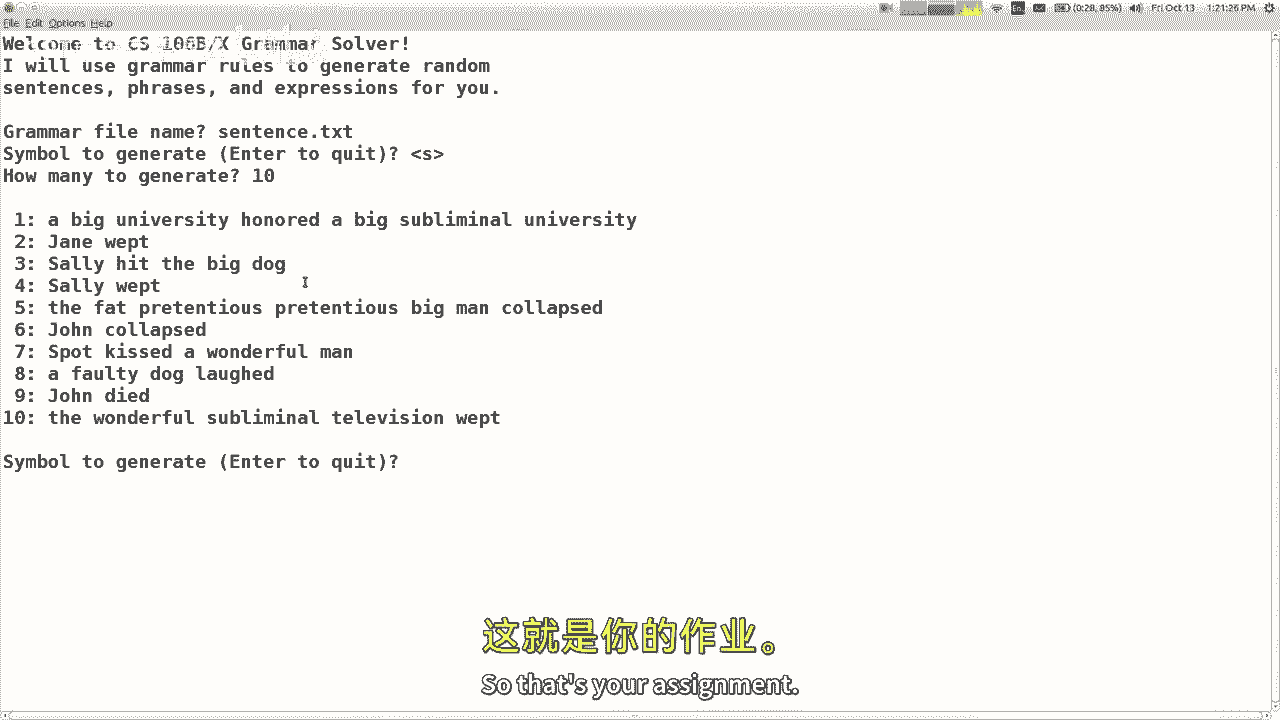 (0:28, 85%) Fri Oct 13 1:21:26 PM
File Edit Options Help
Welcome to CS 106B/X Grammar Solver!
I will use grammar rules to generate random
sentences, phrases, and expressions for you.
Grammar file name? sentence.txt
Symbol to generate (Enter to quit)? <s>
How many to generate? 10
1: a big university honored a big subliminal university
2: Jane wept
3: Sally hit the big dog
4: Sally wept
5: the fat pretentious pretentious big man collapsed
6: John collapsed
7: Spot kissed a wonderful man
8: a faulty dog laughed
9: John died
10: the wonderful subliminal television wept
Symbol to generate (Enter to quit)?
这就是你的作业。
So that's your assignment.